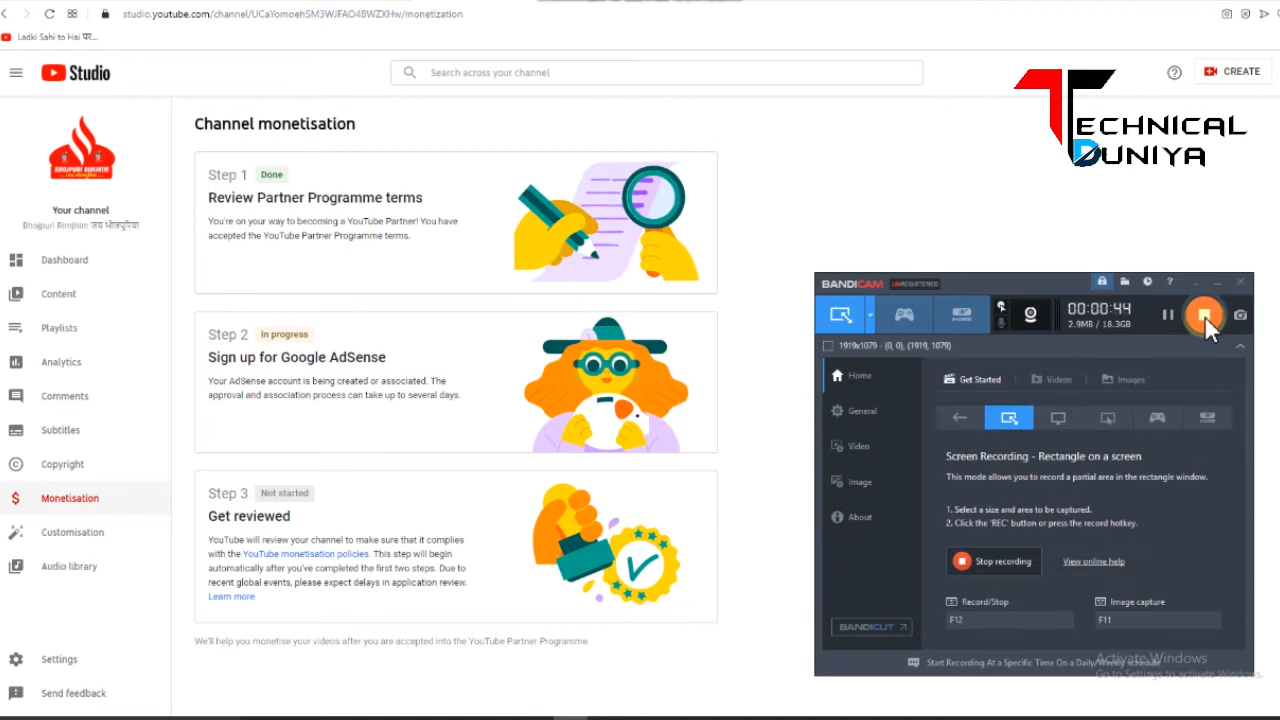 studio.youtube.com/channel/UCaYomoehSM3WJFAO48WZXHw/monetization
Ladki Sahi to Hai पर...
Studio
Search across your channel
CREATE
TECHNICAL
DUNIYA
BHOJPURI RIMJHIM
Your channel
Bhojpuri Rimjhim जय भोजपुरिया
Dashboard
Content
Playlists
Analytics
Comments
Subtitles
Copyright
Monetisation
Customisation
Audio library
Settings
Send feedback
Channel monetisation
Step 1 Done
Review Partner Programme terms
You're on your way to becoming a YouTube Partner! You have
accepted the YouTube Partner Programme terms.
Step 2 In progress
Sign up for Google AdSense
Your AdSense account is being created or associated. The
approval and association process can take up to several days.
Step 3 Not started
Get reviewed
YouTube will review your channel to make sure that it complies
with the YouTube monetisation policies. This step will begin
automatically after you've completed the first two steps. Due to
recent global events, please expect delays in application review.
Learn more
We'll help you monetise your videos after you are accepted into the YouTube Partner Programme.
BANDICAM UNREGISTERED
00:00:44
2.9MB / 18.3GB
1919x1079 - (0, 0), (1919, 1079)
Home
General
Video
Image
About
BANDICUT
Get Started
Videos
Images
Screen Recording - Rectangle on a screen
This mode allows you to record a partial area in the rectangle window.
1. Select a size and area to be captured.
2. Click the 'REC' button or press the record hotkey.
Stop recording
View online help
Record/Stop
Image capture
F12
F11
Start Recording At a Specific Time On a Daily/Weekly schedule
Activate Windows
Go to Settings to activate Windows.